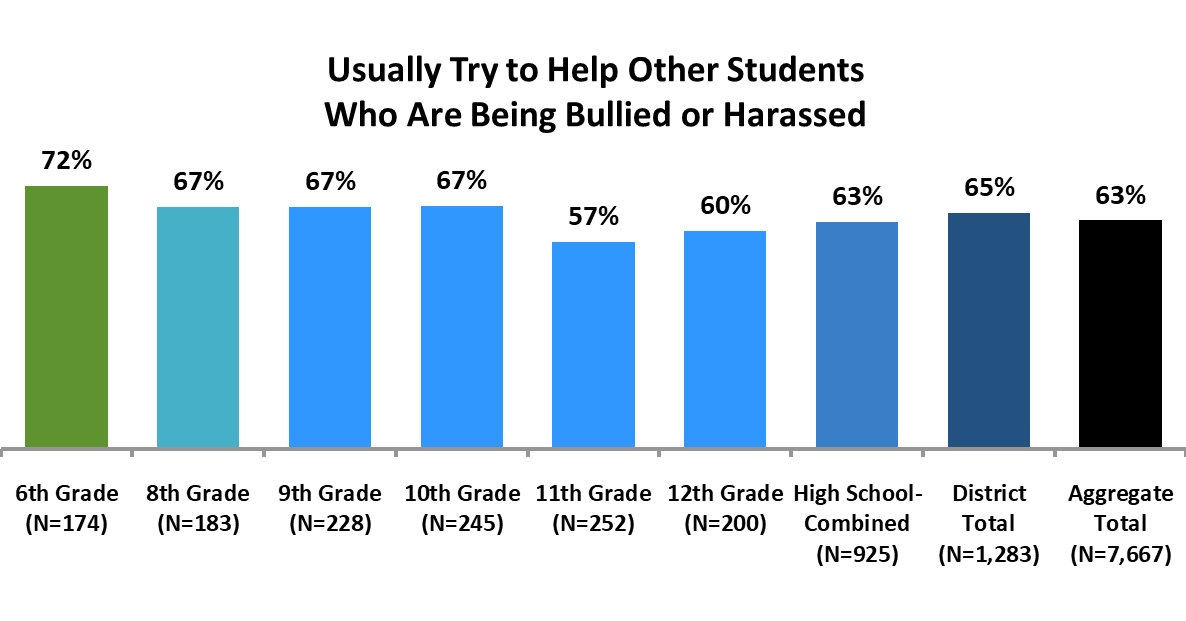 Usually Try to Help Other Students
Who Are Being Bullied or Harassed
72%
67%
67%
67%
57%
60%
63%
65%
63%
6th Grade
(N=174)
8th Grade
(N=183)
9th Grade
(N=228)
10th Grade
(N=245)
11th Grade
(N=252)
12th Grade
(N=200)
High School-
Combined
(N=925)
District
Total
(N=1,283)
Aggregate
Total
(N=7,667)